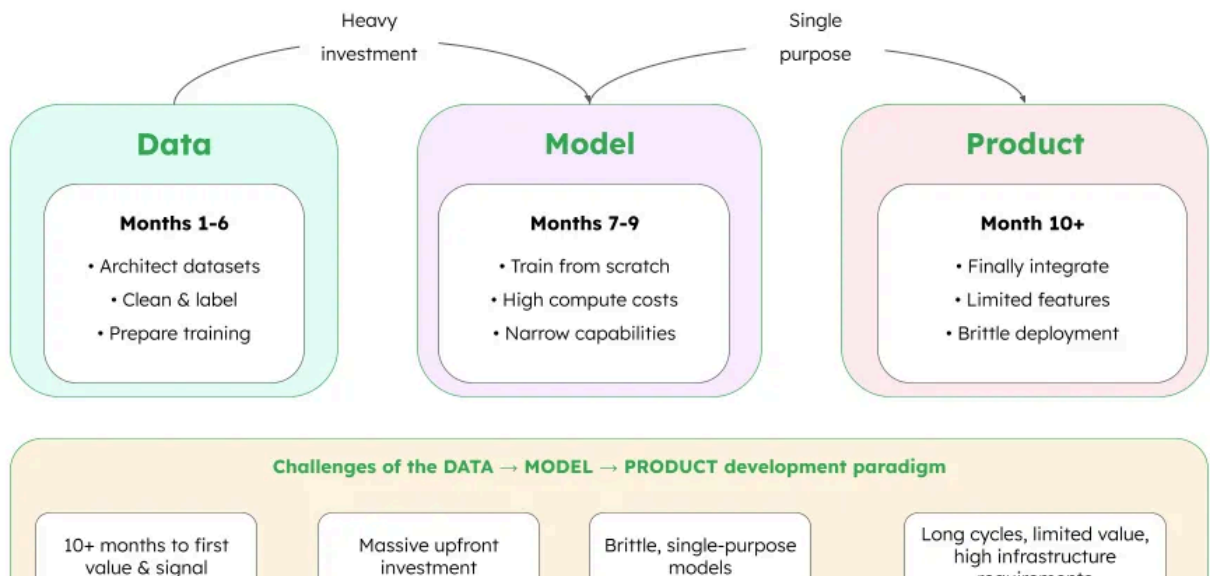 Heavy
investment
Single
purpose
Data
Months 1-6
• Architect datasets
• Clean & label
• Prepare training
Model
Months 7-9
• Train from scratch
• High compute costs
• Narrow capabilities
Product
Month 10+
• Finally integrate
• Limited features
• Brittle deployment
Challenges of the DATA → MODEL → PRODUCT development paradigm
10+ months to first
value & signal
Massive upfront
investment
Brittle, single-purpose
models
Long cycles, limited value,
high infrastructure
requirements